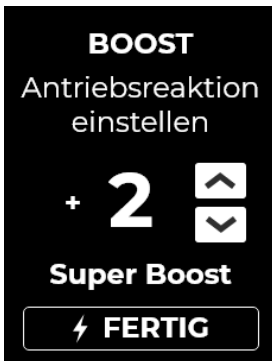 BOOST
Antriebsreaktion
einstellen
+ 2
Super Boost
FERTIG